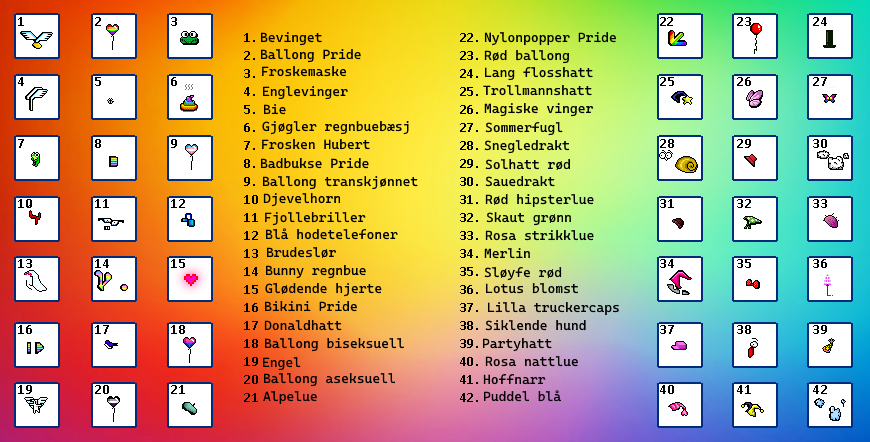 1
2
3
4
5
6
7
8
9
10
11
12
13
14
15
16
17
18
19
20
21
1. Bevinget
2. Ballong Pride
3. Froskemaske
4. Englevinger
5. Bie
6. Gjøgler regnbuebæsj
7. Frosken Hubert
8. Badbukse Pride
9. Ballong transkjønnet
10 Djevelhorn
11 Fjollebriller
12 Blå hodetelefoner
13 Brudeslør
14 Bunny regnbue
15 Glødende hjerte
16 Bikini Pride
17 Donaldhatt
18 Ballong biseksuell
19 Engel
20 Ballong aseksuell
21 Alpelue
22. Nylonpopper Pride
23. Rød ballong
24. Lang flosshatt
25. Trollmannshatt
26. Magiske vinger
27. Sommerfugl
28. Snegledrakt
29. Solhatt rød
30. Sauedrakt
31. Rød hipsterlue
32. Skaut grønn
33. Rosa strikklue
34. Merlin
35. Sløyfe rød
36. Lotus blomst
37. Lilla truckercaps
38. Siklende hund
39. Partyhatt
40. Rosa nattlue
41. Hoffnarr
42. Puddel blå
22
23
24
25
26
27
28
29
30
31
32
33
34
35
36
37
38
39
40
41
42